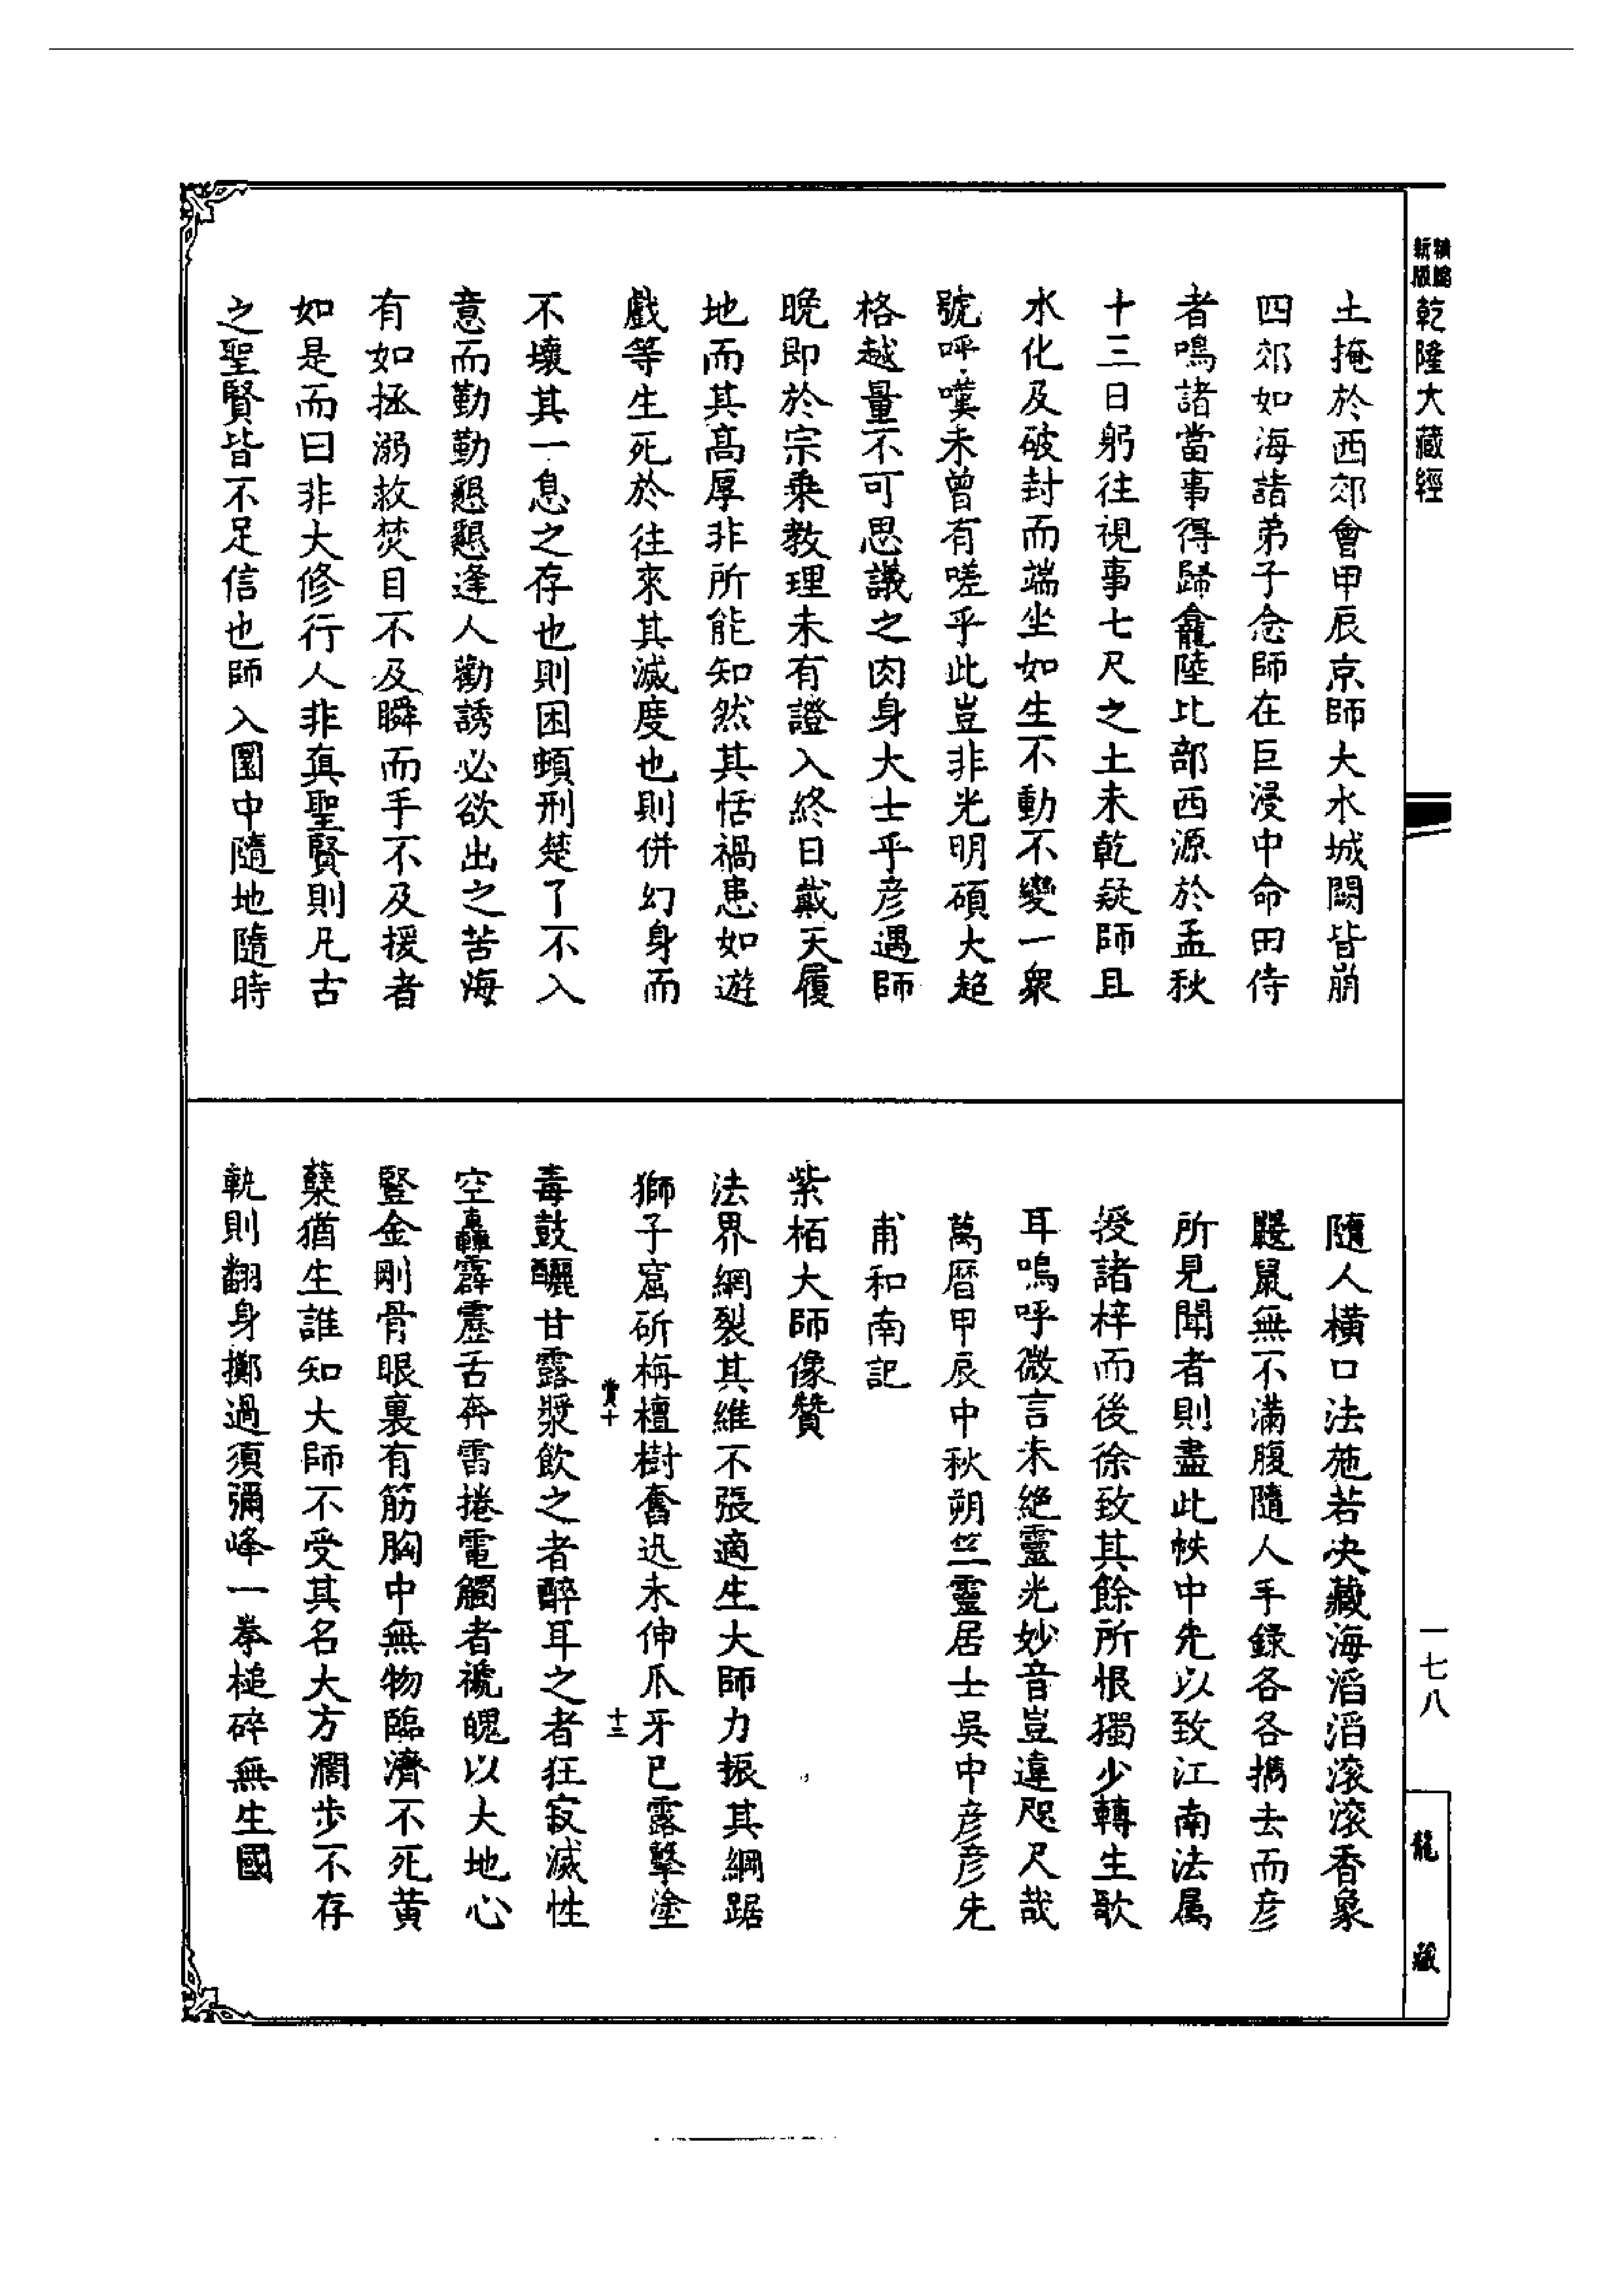 精編
新版
乾隆大藏經
土掩於西郊會甲辰京師大水城闕皆崩
四郊如海諸弟子念師在巨浸中命田侍
者鳴諸當事得歸龕陸比部西源於孟秋
十三日躬往視事七尺之土未乾疑師且
水化及破封而端坐如生不動不變一衆
號呼嘆未曾有嗟乎此豈非光明碩大超
格越量不可思議之肉身大士乎彥遇師
晚即於宗乗教理未有證入終日戴天履
地而其髙厚非所能知然其恬禍患如遊
戲等生死於往來其滅度也則併幻身而
不壞其一息之存也則困頓刑楚了不入
意而勤勤懇懇逢人勸誘必欲出之苦海
有如拯溺救焚目不及瞬而手不及援者
如是而曰非大修行人非眞聖賢則凡古
之聖賢皆不足信也師入圜中隨地隨時
隨人橫口法施若決藏海滔滔滚滚香象
鼹鼠無不滿腹隨人手錄各各携去而彥
所見聞者則盡此帙中先以致江南法属
授諸梓而後徐致其餘所恨獨少轉生歌
耳嗚呼微言未絶靈光妙音豈違咫尺哉
萬曆甲辰中秋朔竺靈居士吳中彥彥先
甫和南記
紫栢大師像贊
法界網裂其維不張適生大師力振其綱踞
獅子窟斫栴檀樹奮迅未伸爪牙已露擊塗
賞十
十三
毒鼓釃甘露漿飲之者醉耳之者狂寂滅性
空轟霹靂舌奔雷捲電觸者褫魄以大地心
豎金剛骨眼裏有筋胸中無物臨濟不死黄
蘗猶生誰知大師不受其名大方濶步不存
軌則翻身擲過須彌峰一拳槌碎無生國
一七八
龍藏